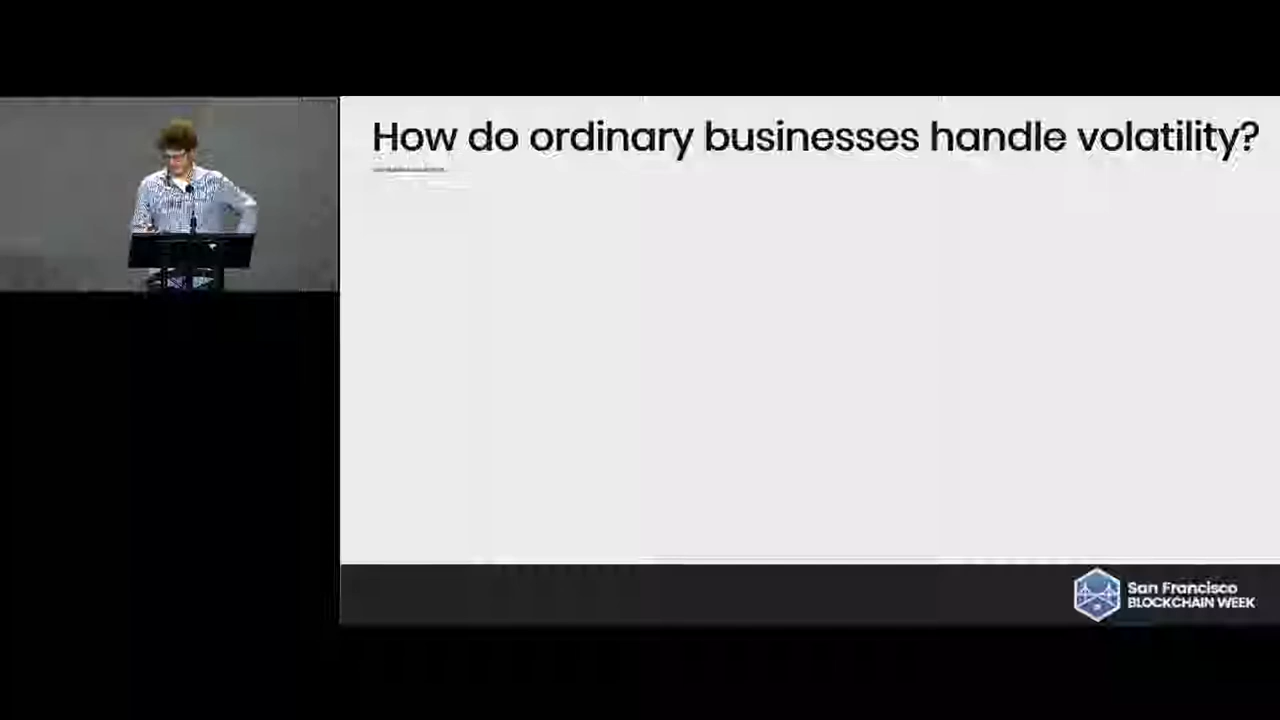 How do ordinary businesses handle volatility?
San Francisco
BLOCKCHAIN WEEK